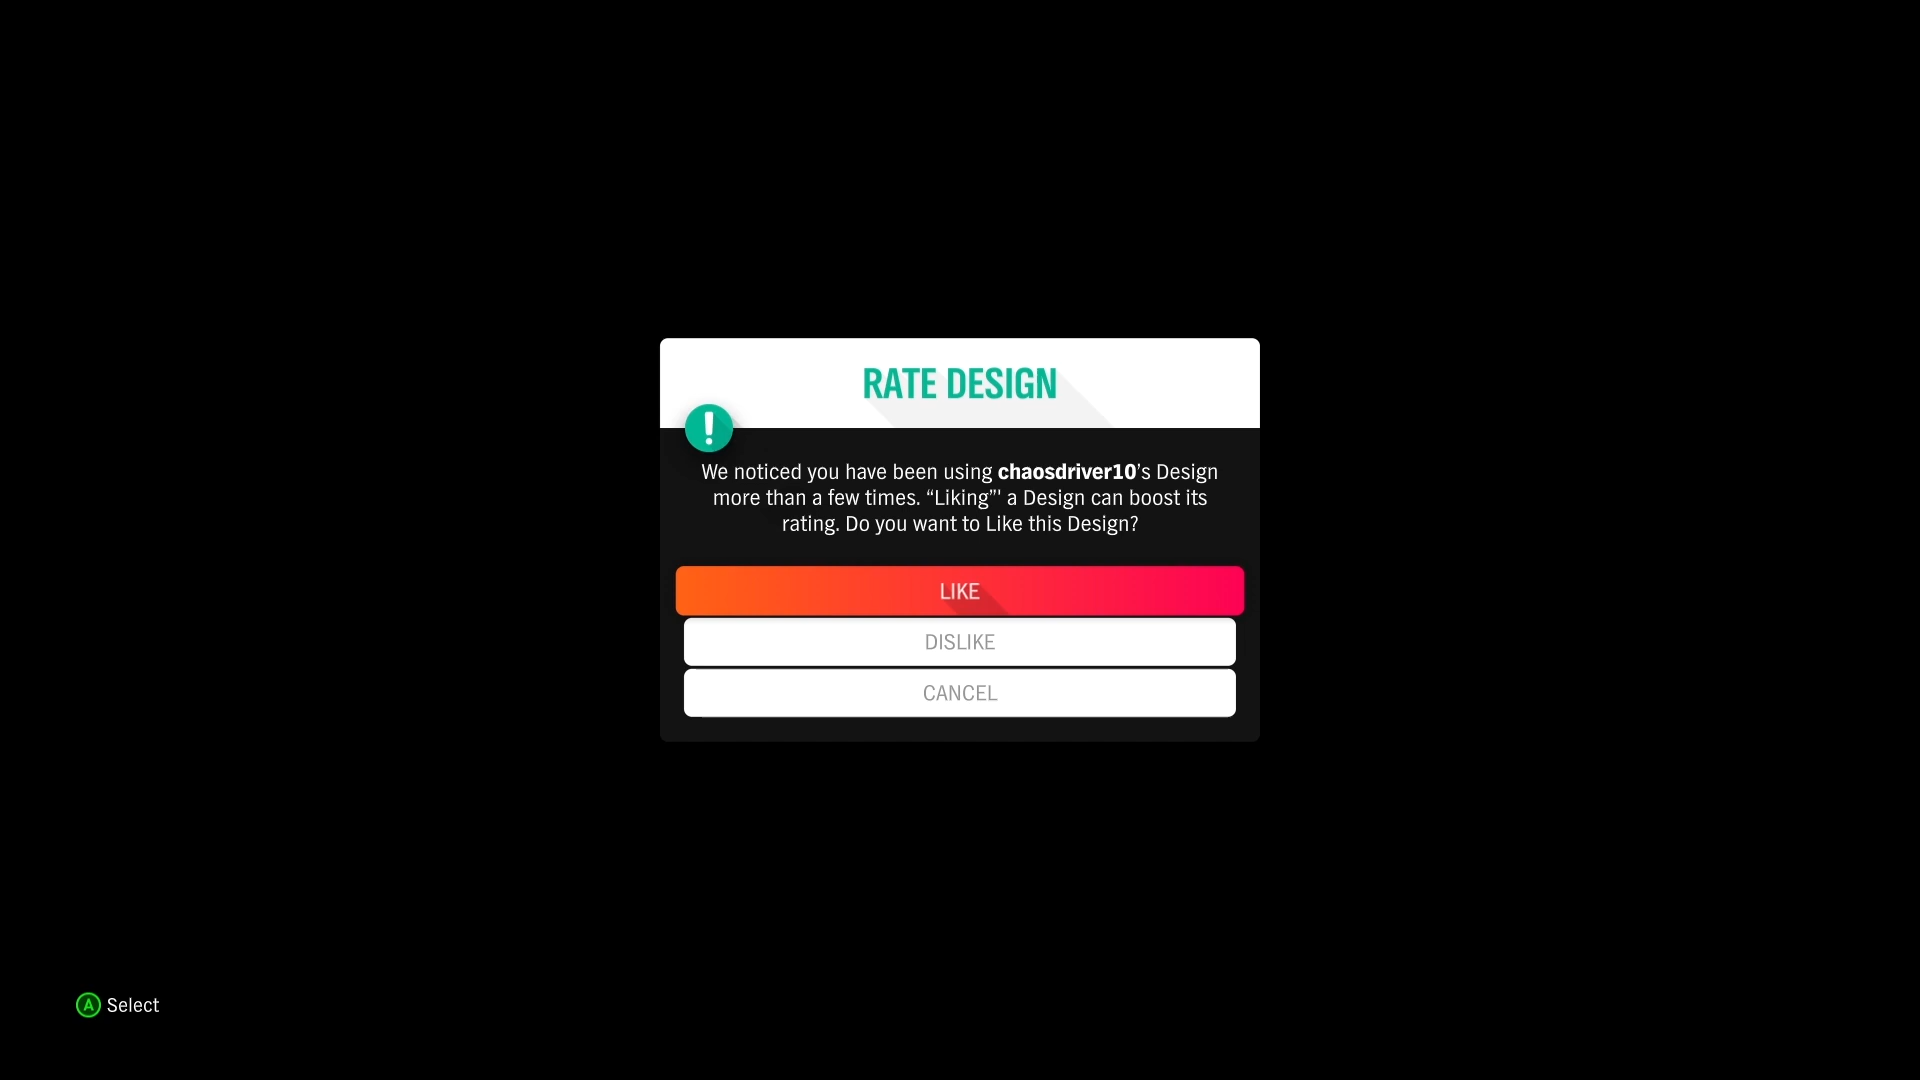 RATE DESIGN
!
We noticed you have been using chaosdriver10's Design
more than a few times. “Liking”' a Design can boost its
rating. Do you want to Like this Design?
LIKE
DISLIKE
CANCEL
A Select